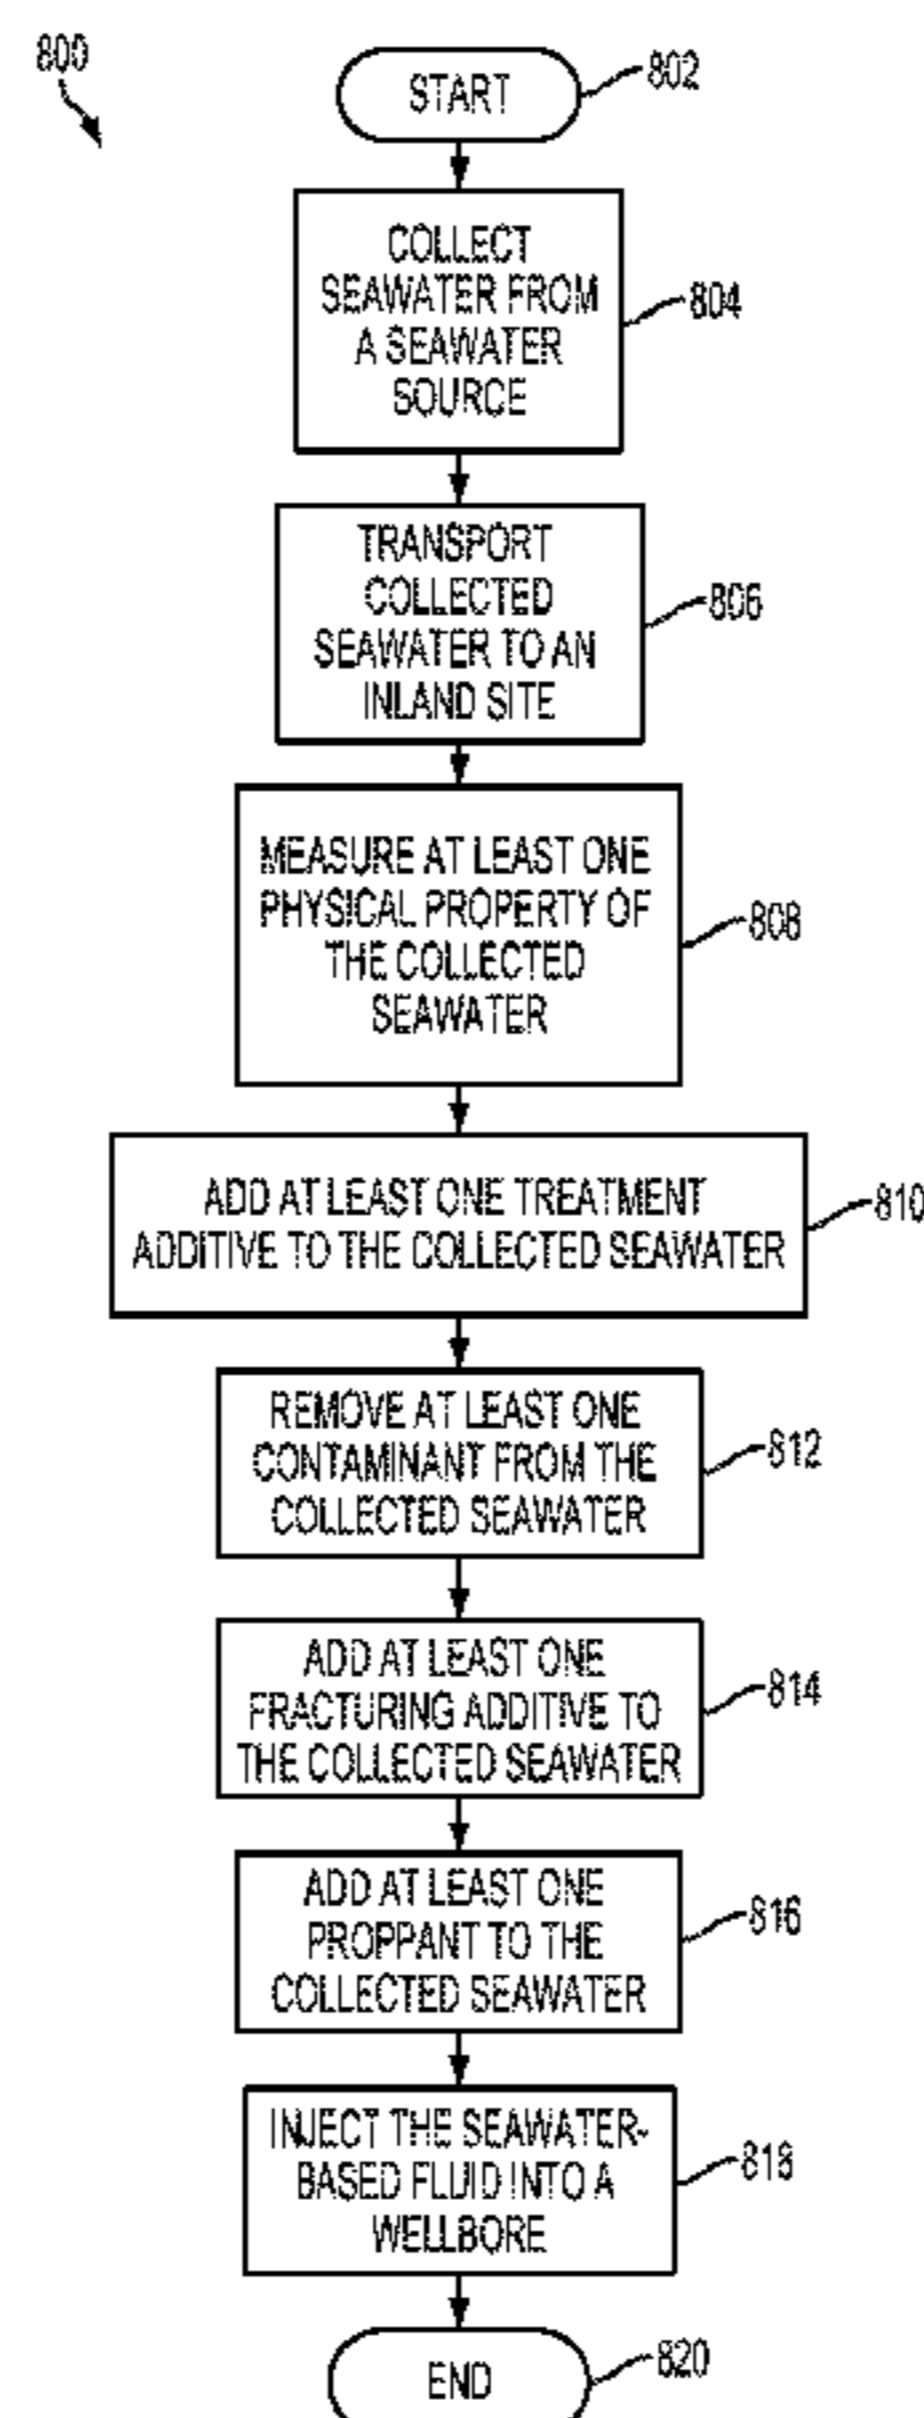 800
START
802
COLLECT
SEAWATER FROM
A SEAWATER
SOURCE
804
TRANSPORT
COLLECTED
SEAWATER TO AN
INLAND SITE
806
MEASURE AT LEAST ONE
PHYSICAL PROPERTY OF
THE COLLECTED
SEAWATER
808
ADD AT LEAST ONE TREATMENT
ADDITIVE TO THE COLLECTED SEAWATER
810
REMOVE AT LEAST ONE
CONTAMINANT FROM THE
COLLECTED SEAWATER
812
ADD AT LEAST ONE
FRACTURING ADDITIVE TO
THE COLLECTED SEAWATER
814
ADD AT LEAST ONE
PROPPANT TO THE
COLLECTED SEAWATER
816
INJECT THE SEAWATER-
BASED FLUID INTO A
WELLBORE
818
END
820